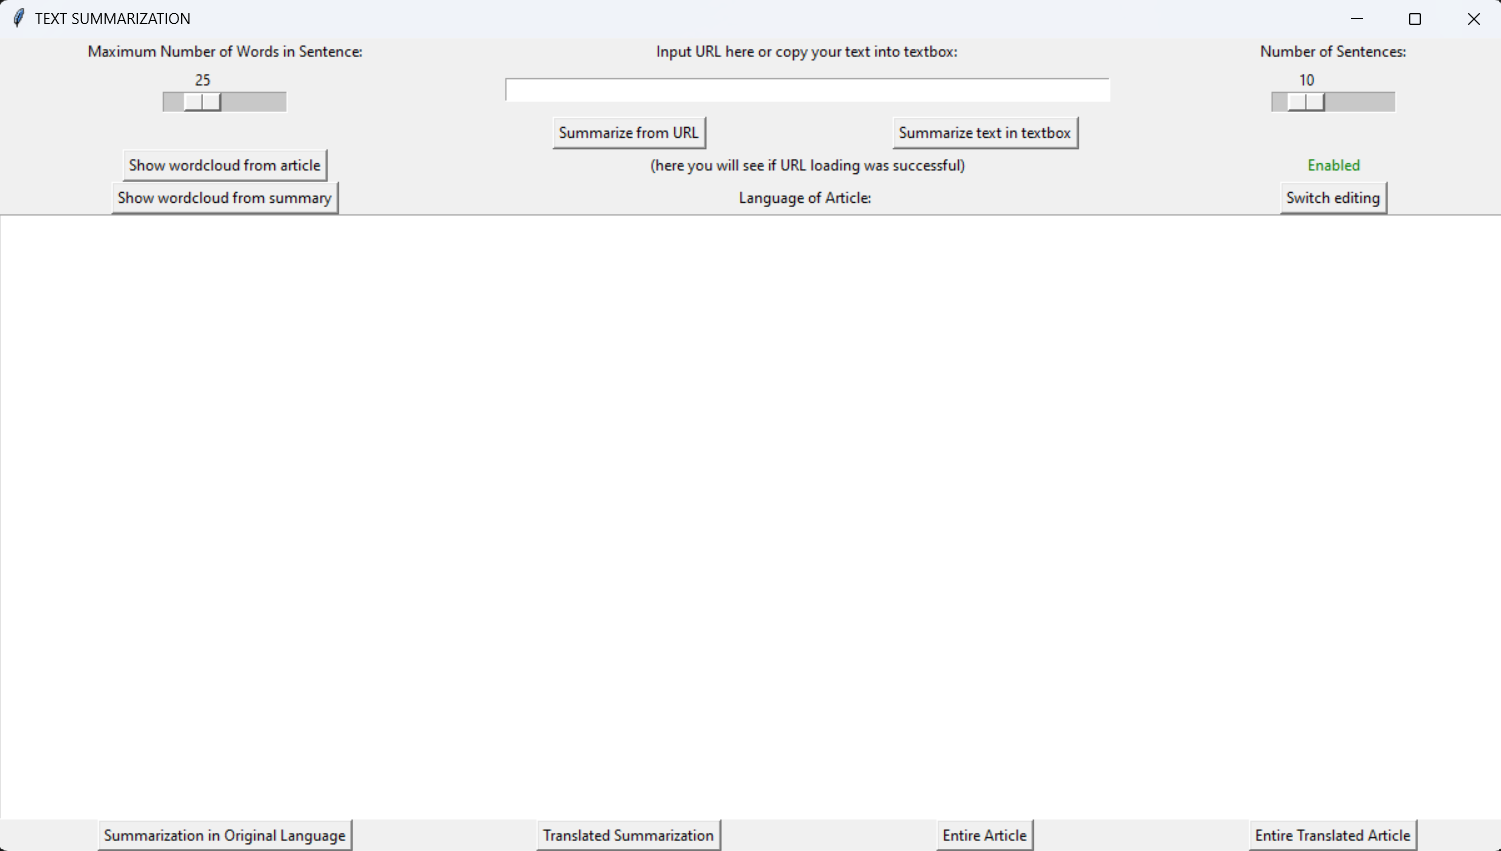 TEXT SUMMARIZATION
Maximum Number of Words in Sentence:
Input URL here or copy your text into textbox:
Number of Sentences:
25
10
Summarize from URL
Summarize text in textbox
Show wordcloud from article
(here you will see if URL loading was successful)
Enabled
Show wordcloud from summary
Language of Article:
Switch editing
Summarization in Original Language
Translated Summarization
Entire Article
Entire Translated Article